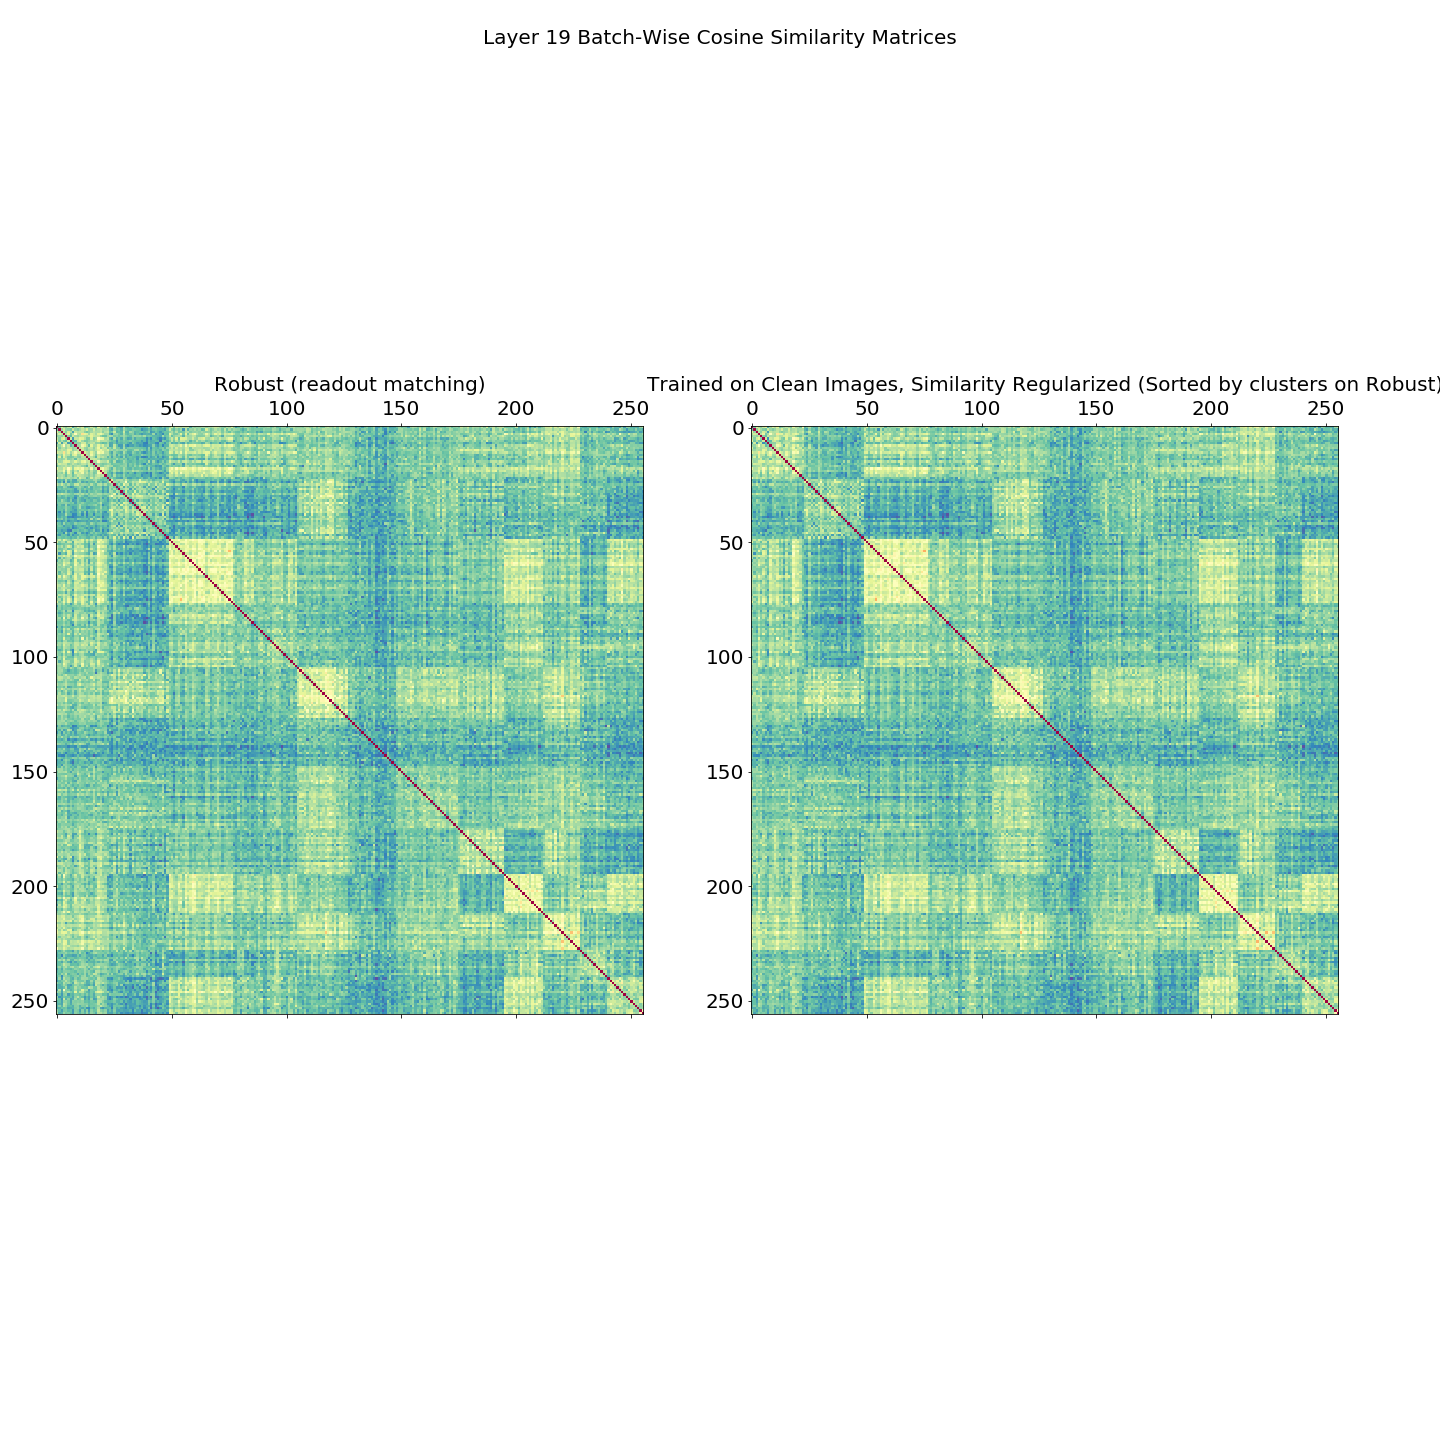 Layer 19 Batch-Wise Cosine Similarity Matrices
Robust (readout matching)
0 50 100 150 200 250
0
50
100
150
200
250
Trained on Clean Images, Similarity Regularized (Sorted by clusters on Robust)
0 50 100 150 200 250
0
50
100
150
200
250